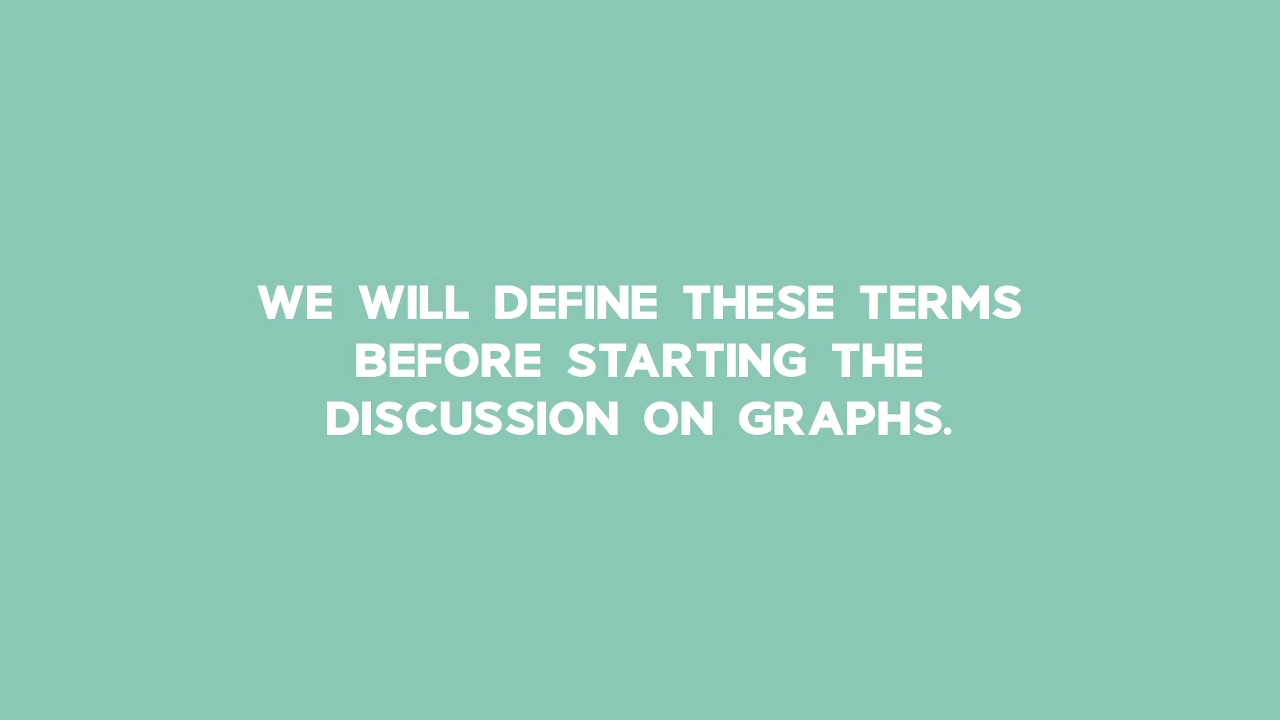 WE WILL DEFINE THESE TERMS
BEFORE STARTING THE
DISCUSSION ON GRAPHS.